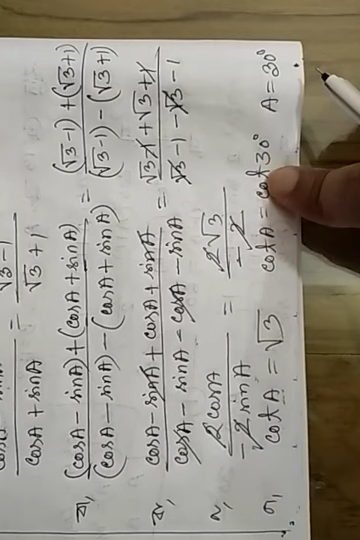 cosA + sinA = √3 - 1 / √3 + 1
বা, (cosA - sinA) + (cosA + sinA) / (cosA - sinA) - (cosA + sinA) = (√3-1) + (√3+1) / (√3-1) - (√3+1)
বা, cosA - sinA + cosA + sinA / cosA - sinA - cosA - sinA = √3 - 1 + √3 + 1 / √3 - 1 - √3 - 1
বা, 2cosA / -2sinA = 2√3 / -2
বা, cotA = √3 cotA = cot30° A = 30°